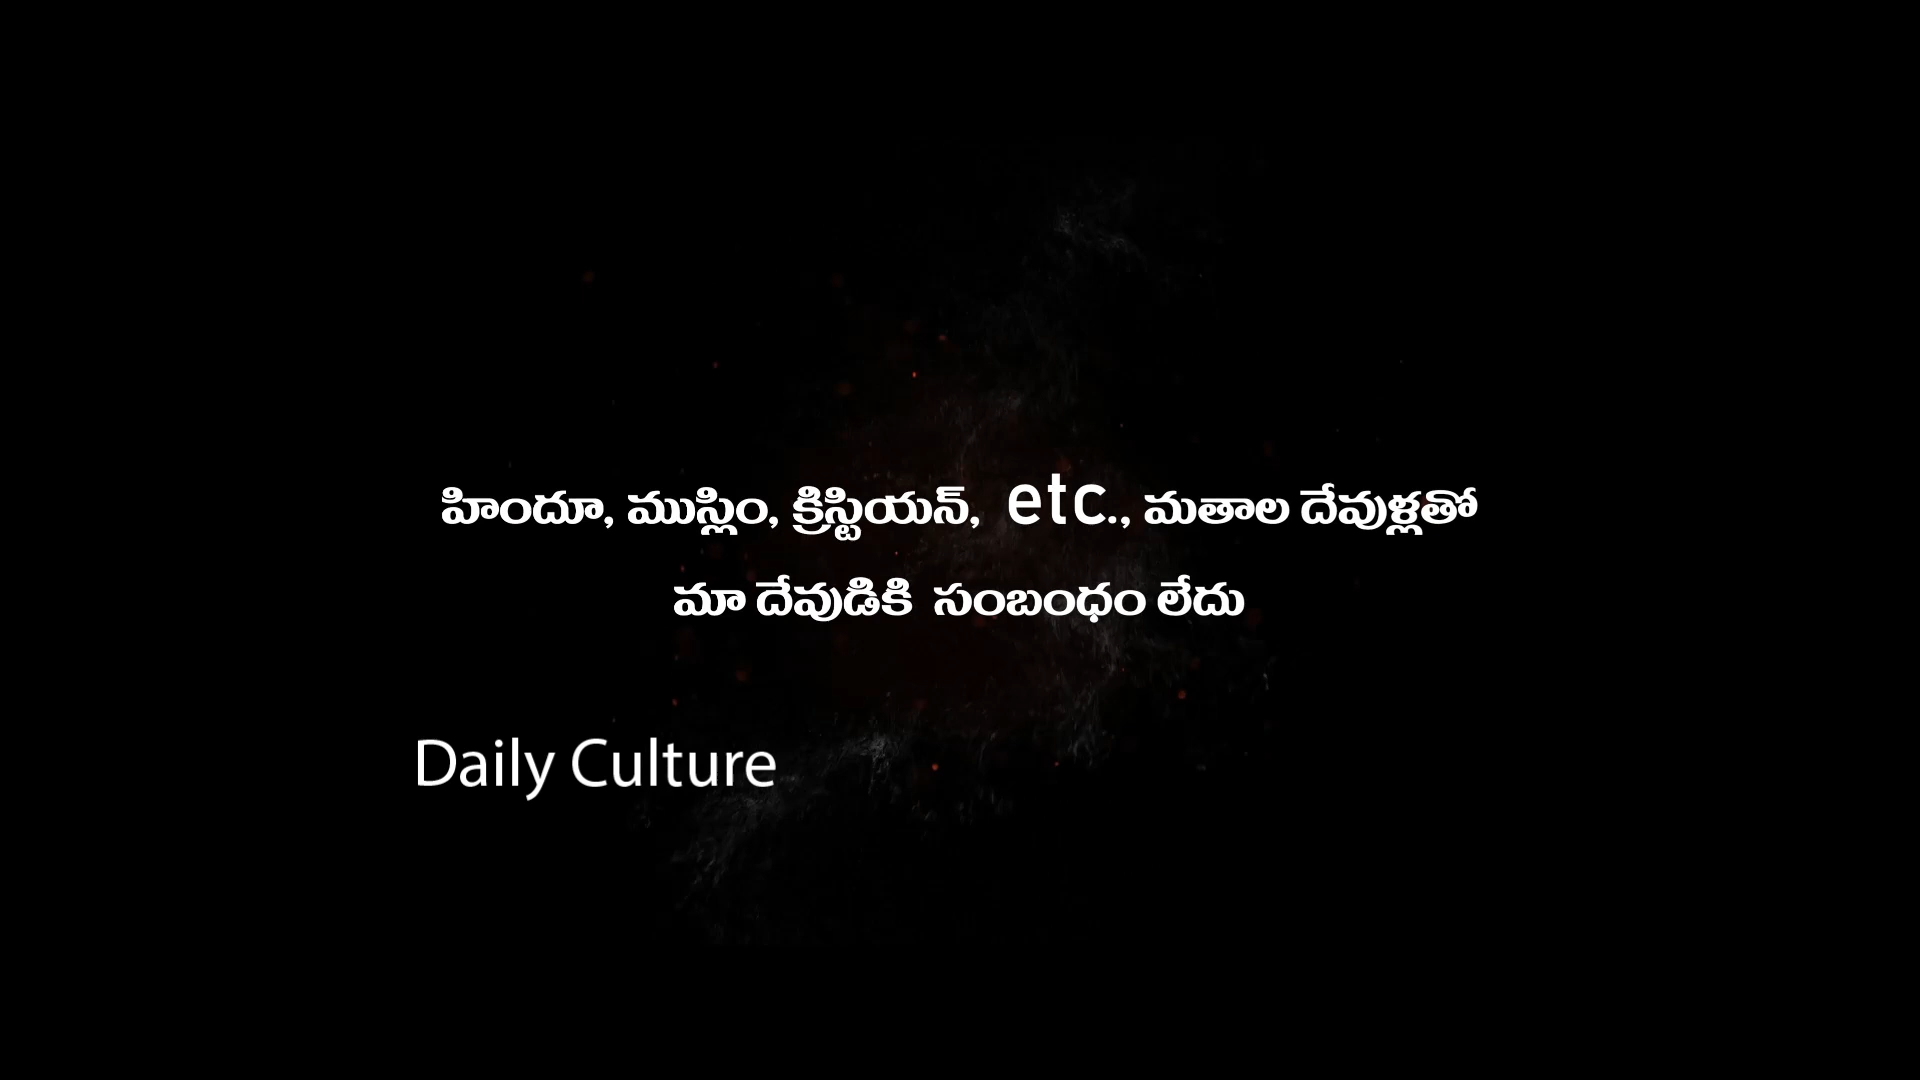 హిందూ, ముస్లిం, క్రిస్టియన్, etc., మతాల దేవుళ్లతో
మా దేవుడికి సంబంధం లేదు
Daily Culture